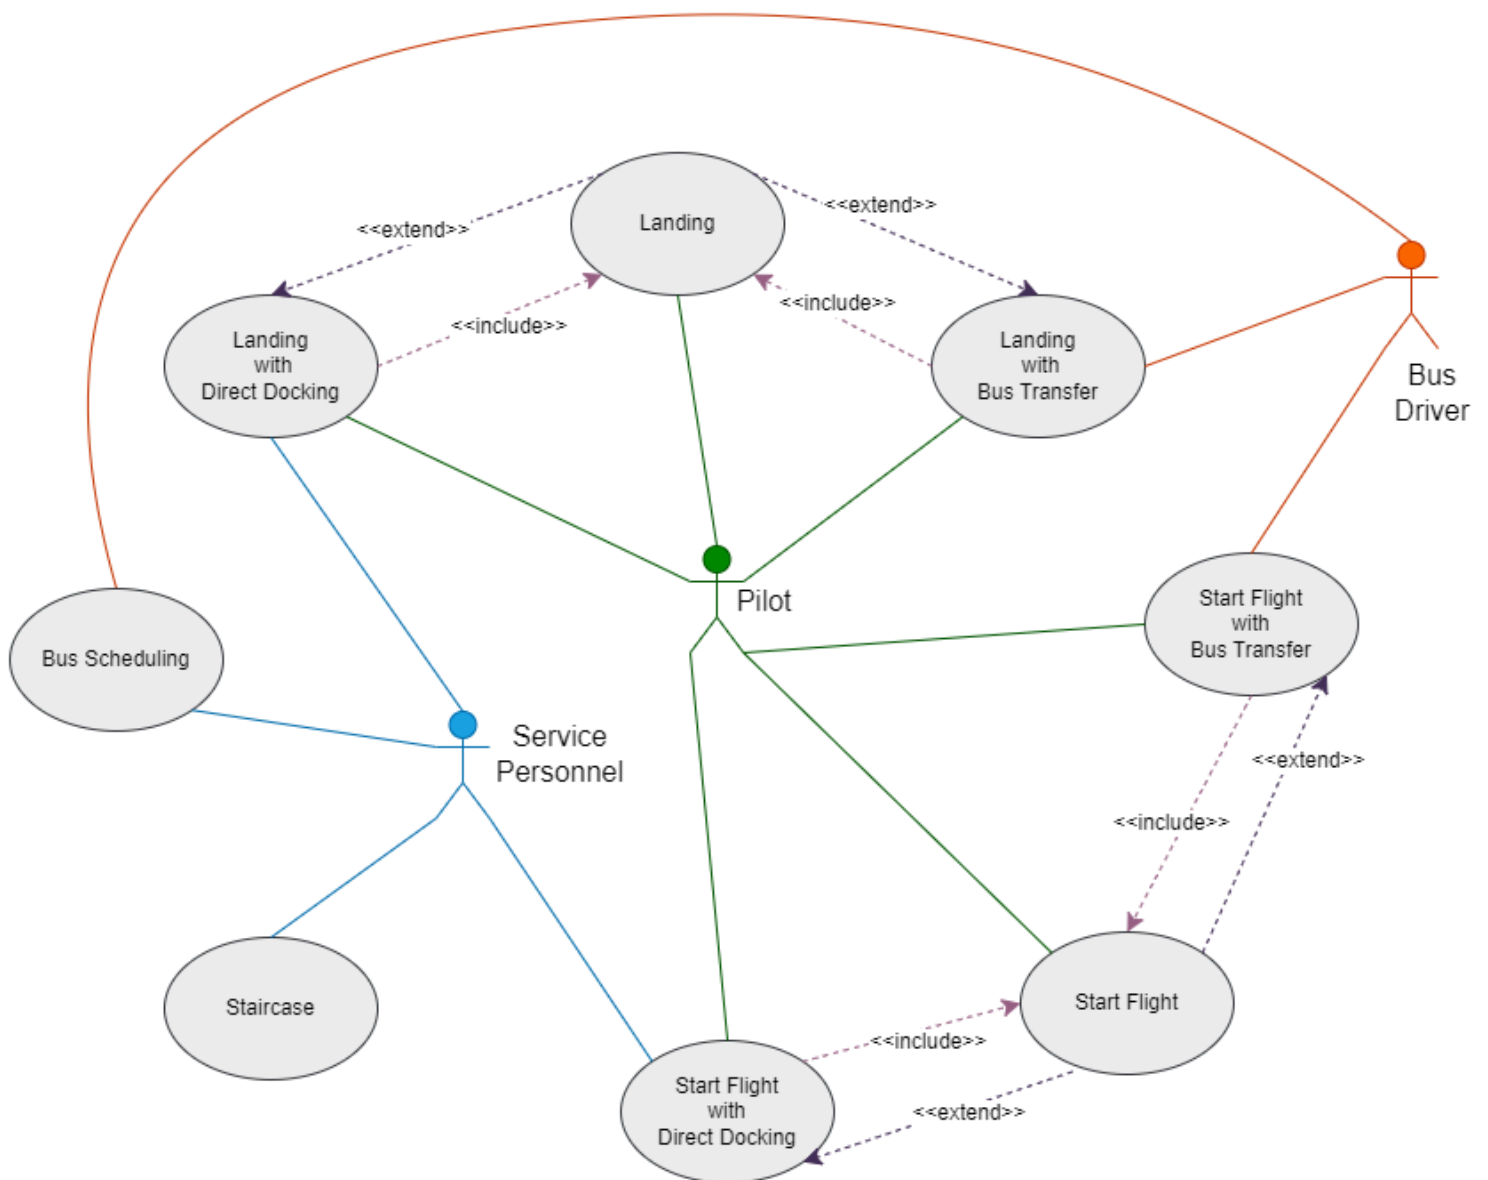 <<extend>>
Landing
<<extend>>
<<include>>
<<include>>
Landing
with
Direct Docking
Landing
with
Bus Transfer
Bus
Driver
Pilot
Start Flight
with
Bus Transfer
Bus Scheduling
Service
Personnel
<<extend>>
<<include>>
Staircase
Start Flight
<<include>>
Start Flight
with
Direct Docking
<<extend>>